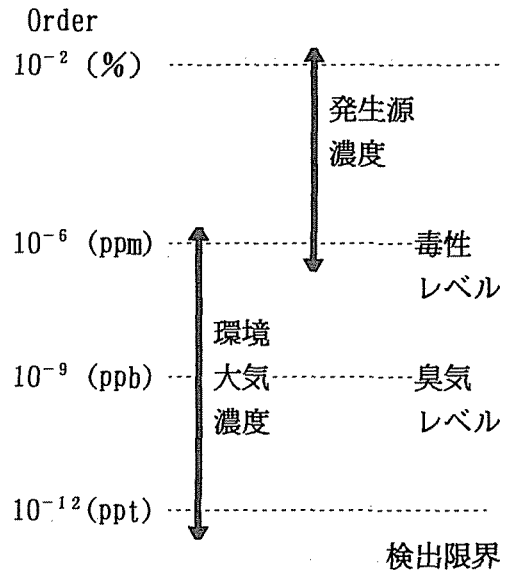 Order
10⁻² (%)
発生源
濃度
10⁻⁶ (ppm)
毒性
レベル
環境
大気
濃度
10⁻⁹ (ppb)
臭気
レベル
10⁻¹² (ppt)
検出限界